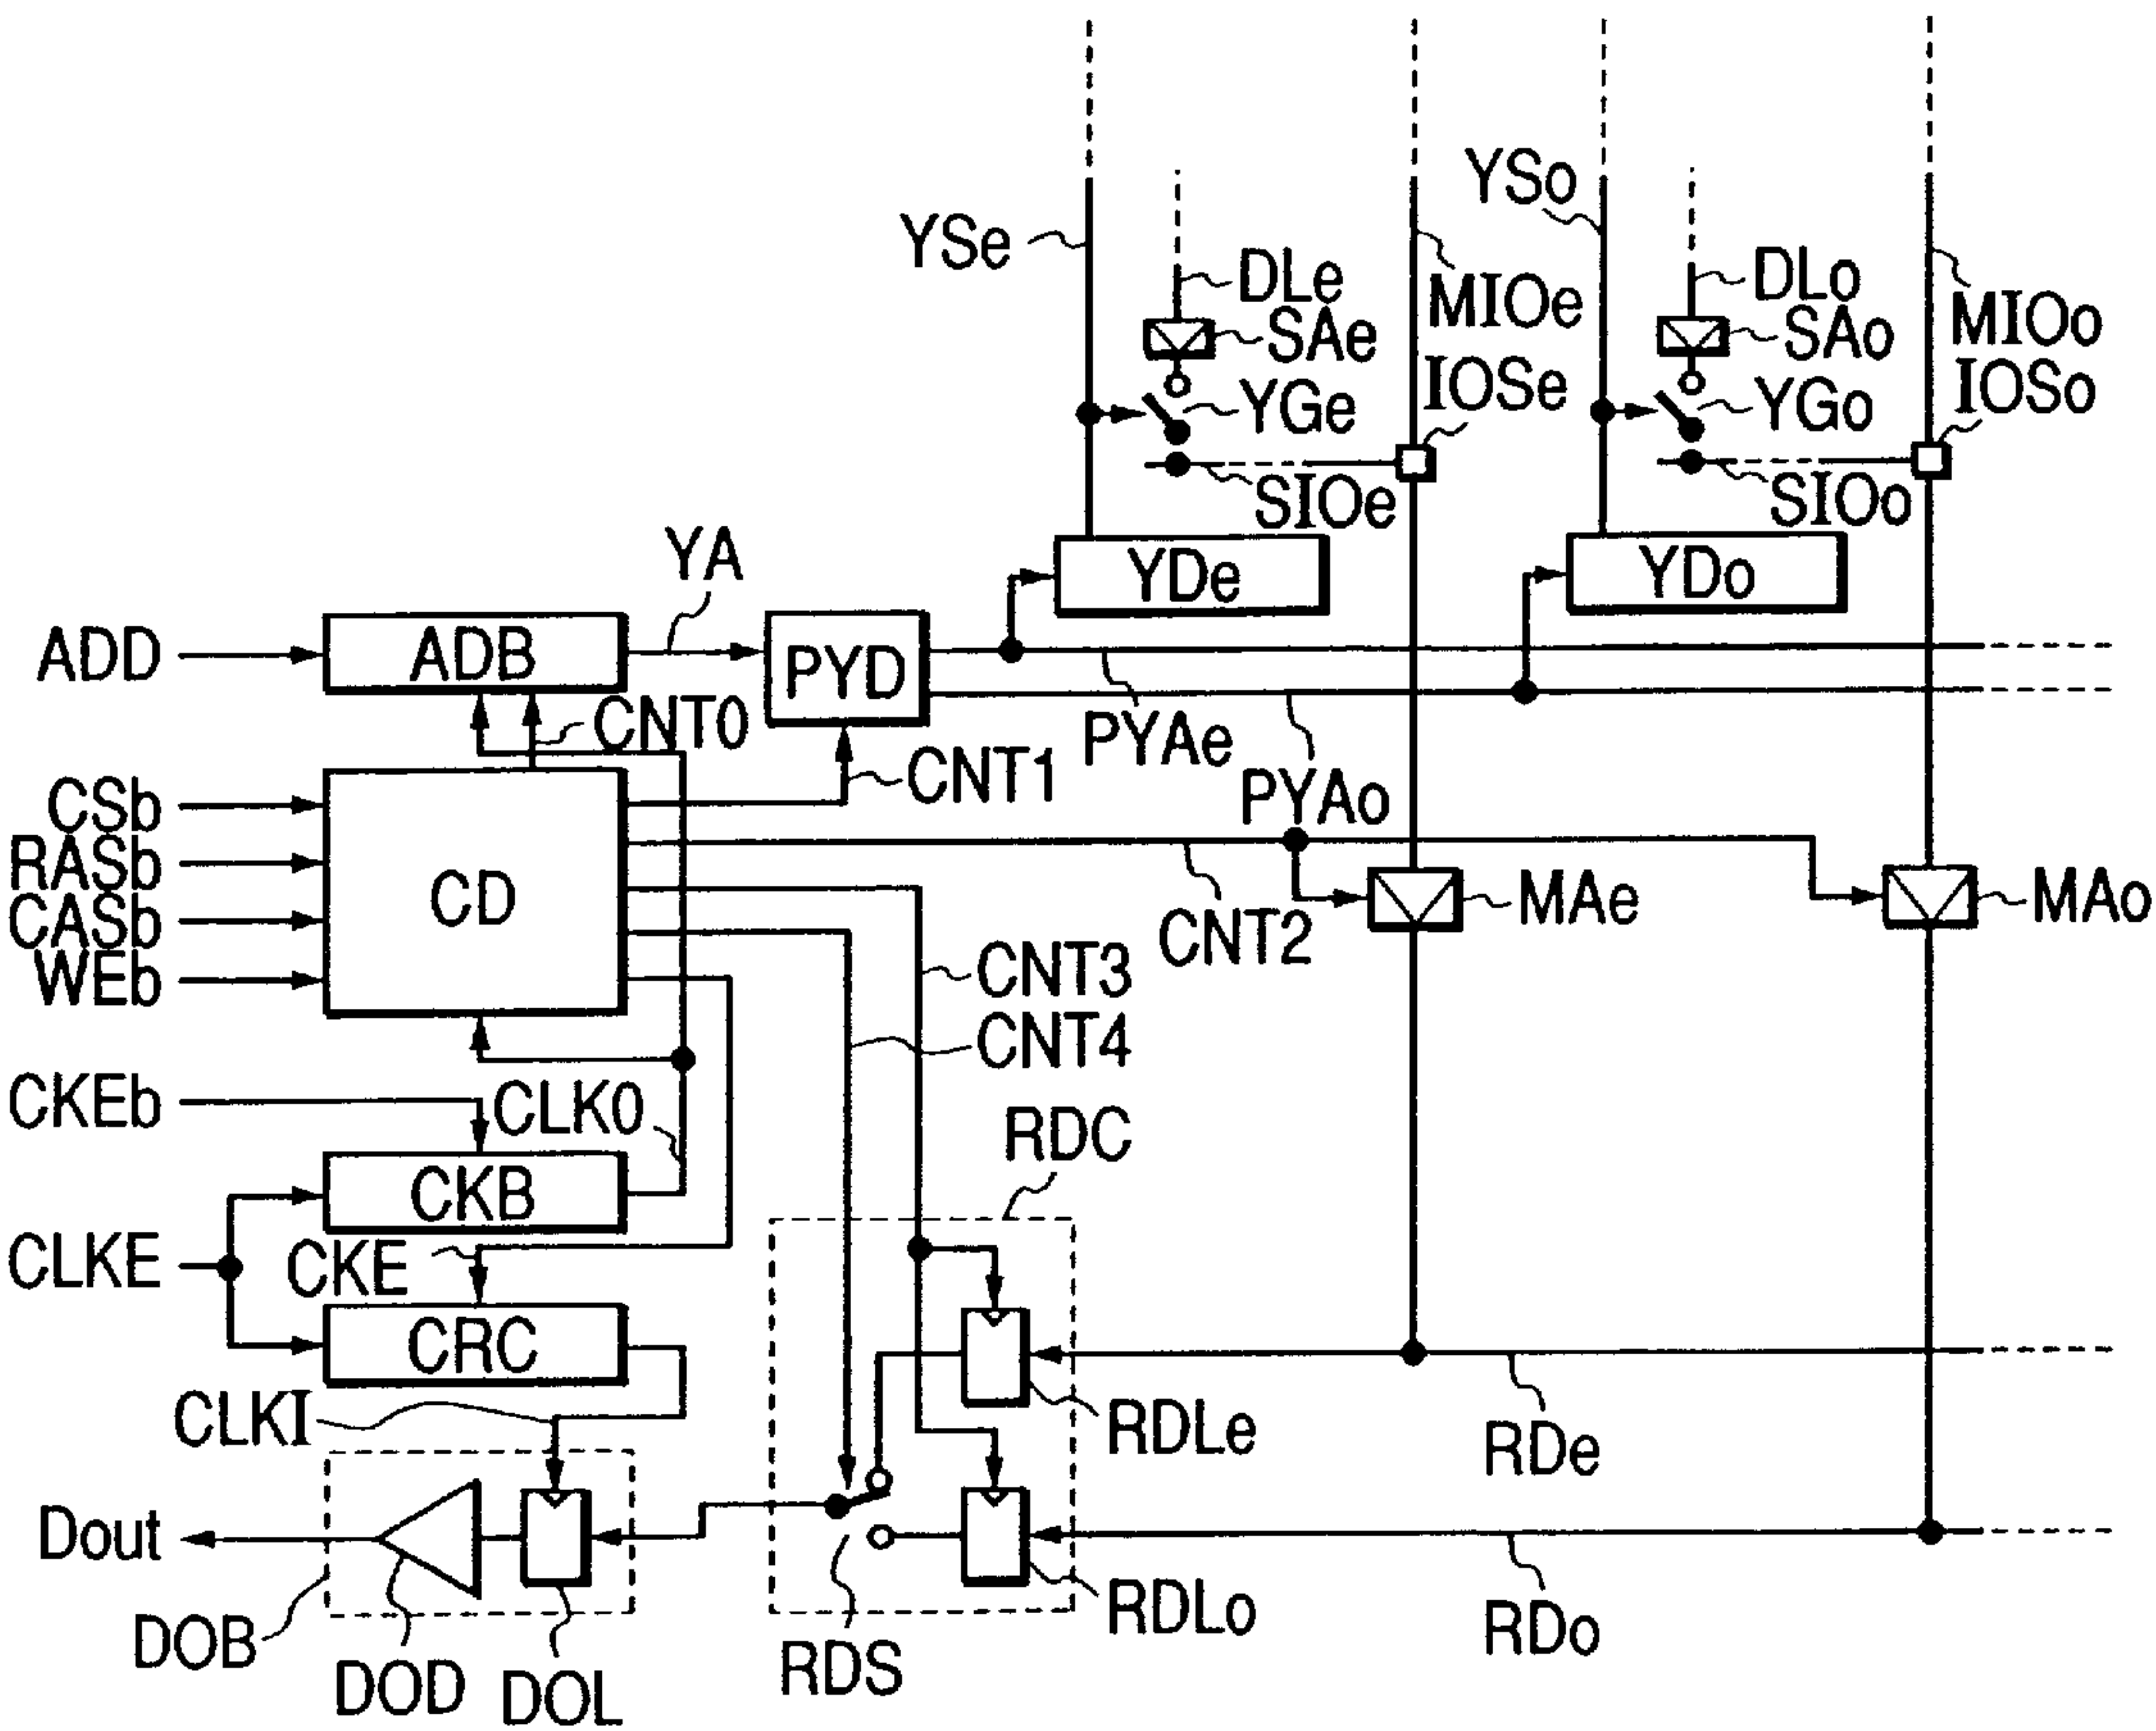 YSe
DLe
SAe
YGe
SIOe
MIOe
IOSe
YSo
DLo
SAo
YGo
SIOo
MIOo
IOSo
YA
YDe
YDo
ADD
ADB
PYD
CNT0
CNT1
PYAe
PYAo
CSb
RASb
CASb
WEb
CD
CNT2
MAe
MAo
CNT3
CNT4
CKEb
CLK0
RDC
CKB
CLKE
CKE
CRC
CLKI
RDLe
RDe
Dout
RDLo
RDo
DOB
DOD
DOL
RDS